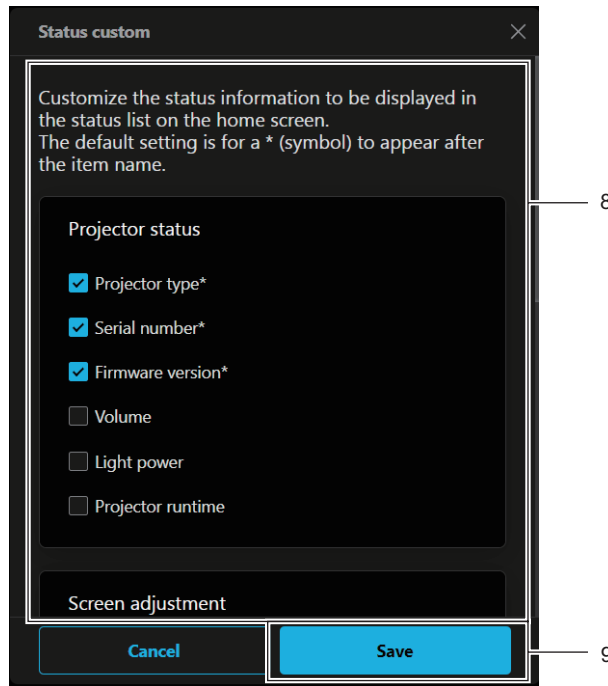 Status custom
Customize the status information to be displayed in
the status list on the home screen.
The default setting is for a * (symbol) to appear after
the item name.
8
Projector status
Projector type*
Serial number*
Firmware version*
Volume
Light power
Projector runtime
Screen adjustment
Cancel
Save
9